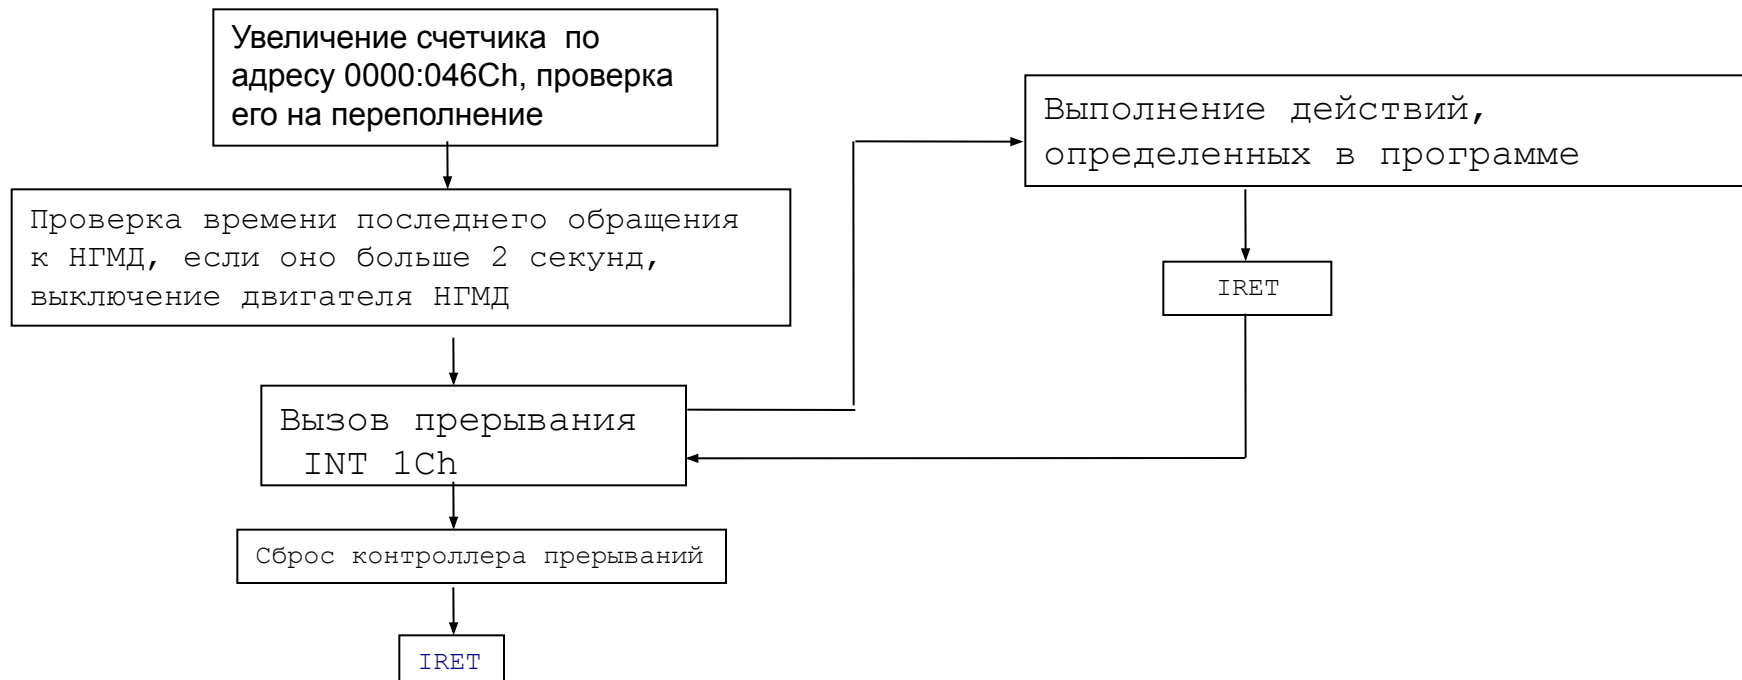 Увеличение счетчика по
адресу 0000:046Ch, проверка
его на переполнение
Проверка времени последнего обращения
к НГМД, если оно больше 2 секунд,
выключение двигателя НГМД
Вызов прерывания
INT 1Ch
Сброс контроллера прерываний
IRET
Выполнение действий,
определенных в программе
IRET